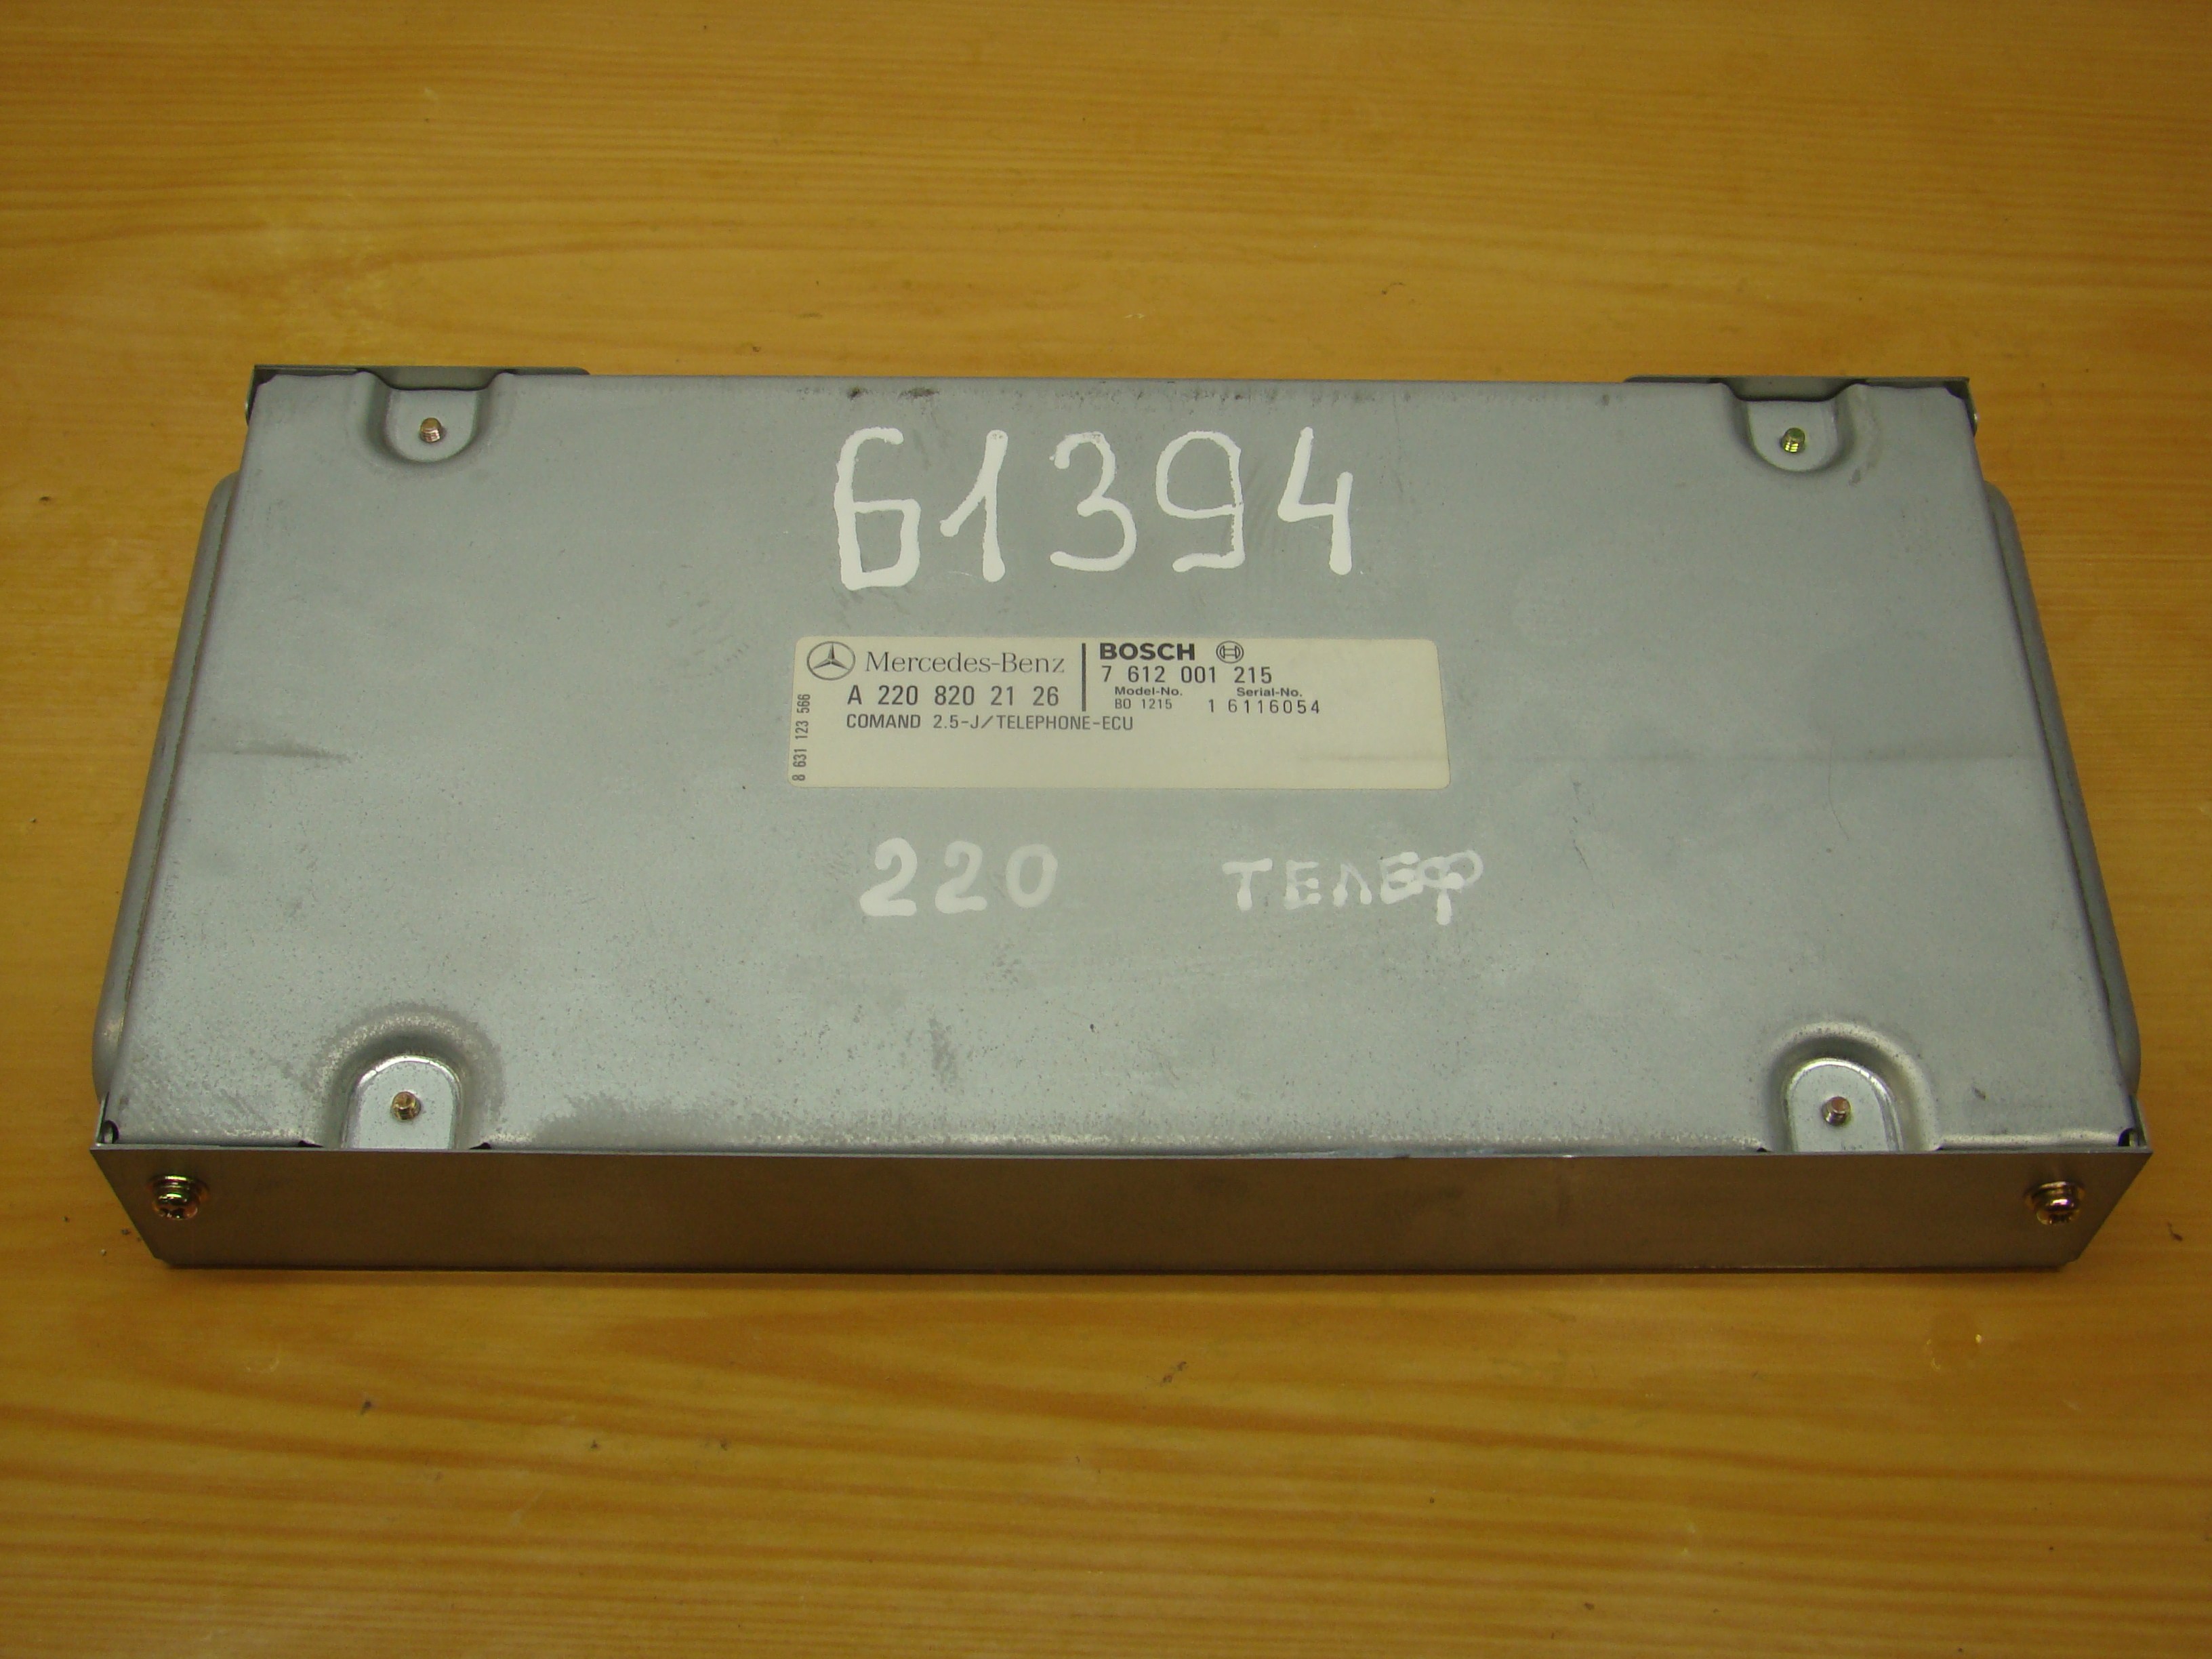 61394
Mercedes-Benz
A 220 820 21 26
BOSCH
7 612 001 215
Model-No. Serial-No.
BO 1215 1 6116054
COMAND 2.5-J/TELEPHONE-ECU
8 631 123 566
220 ТЕЛЕФ